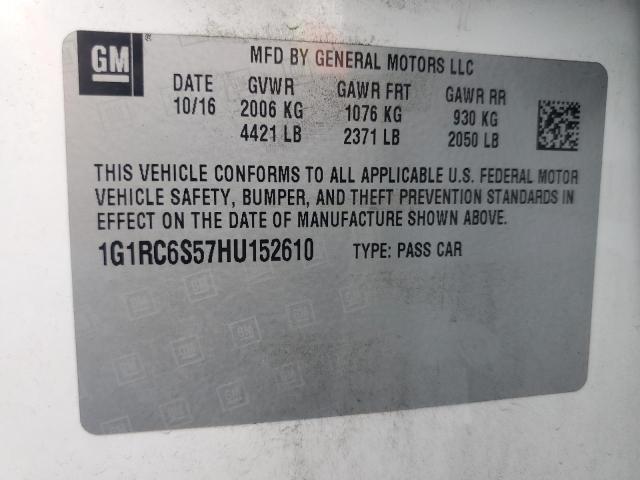 GM
MFD BY GENERAL MOTORS LLC
DATE GVWR GAWR FRT GAWR RR
10/16 2006 KG 1076 KG 930 KG
4421 LB 2371 LB 2050 LB
THIS VEHICLE CONFORMS TO ALL APPLICABLE U.S. FEDERAL MOTOR
VEHICLE SAFETY, BUMPER, AND THEFT PREVENTION STANDARDS IN
EFFECT ON THE DATE OF MANUFACTURE SHOWN ABOVE.
1G1RC6S57HU152610 TYPE: PASS CAR